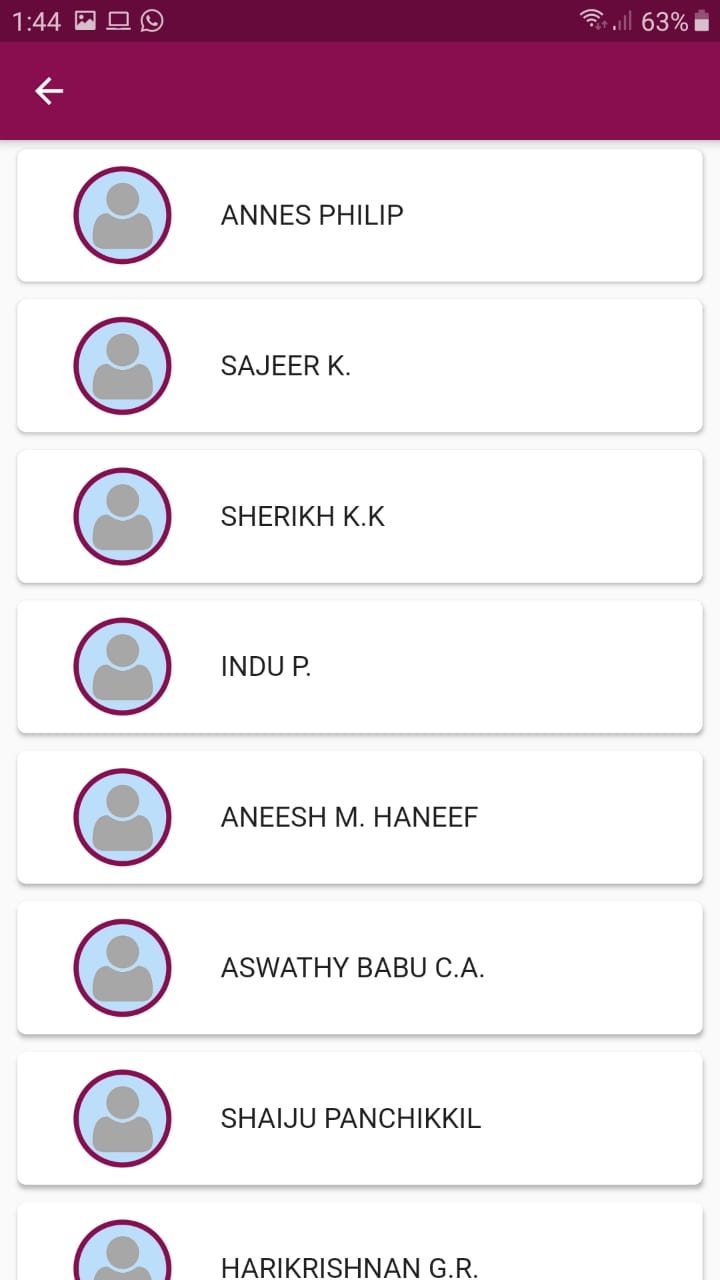 1:44 63%
ANNES PHILIP
SAJEER K.
SHERIKH K.K
INDU P.
ANEESH M. HANEEF
ASWATHY BABU C.A.
SHAIJU PANCHIKKIL
HARIKRISHNAN G.R.